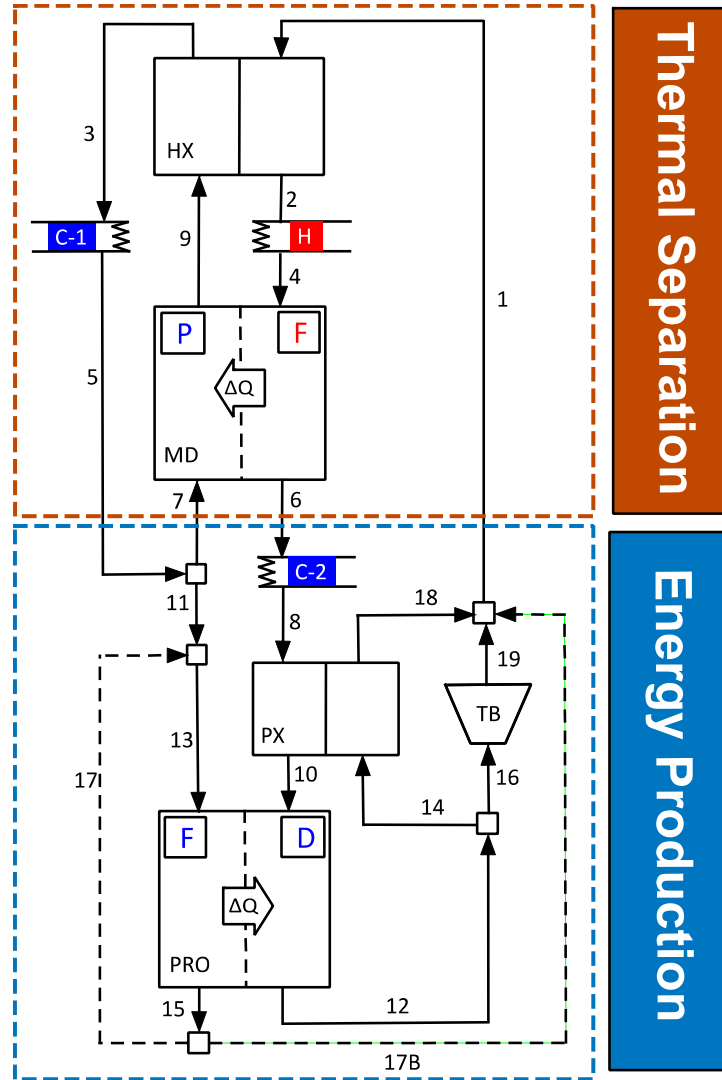 Thermal Separation
3
HX
2
1
C-1
9
H
4
P
F
5
ΔQ
MD
7
6
C-2
11
18
8
19
PX
TB
13
10
16
17
14
F
D
ΔQ
PRO
15
12
17B
Energy Production